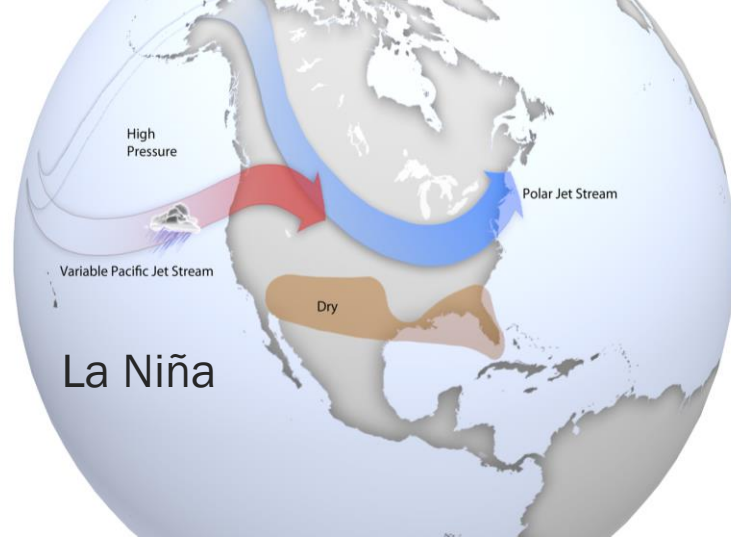 High
Pressure
Polar Jet Stream
Variable Pacific Jet Stream
Dry
La Niña